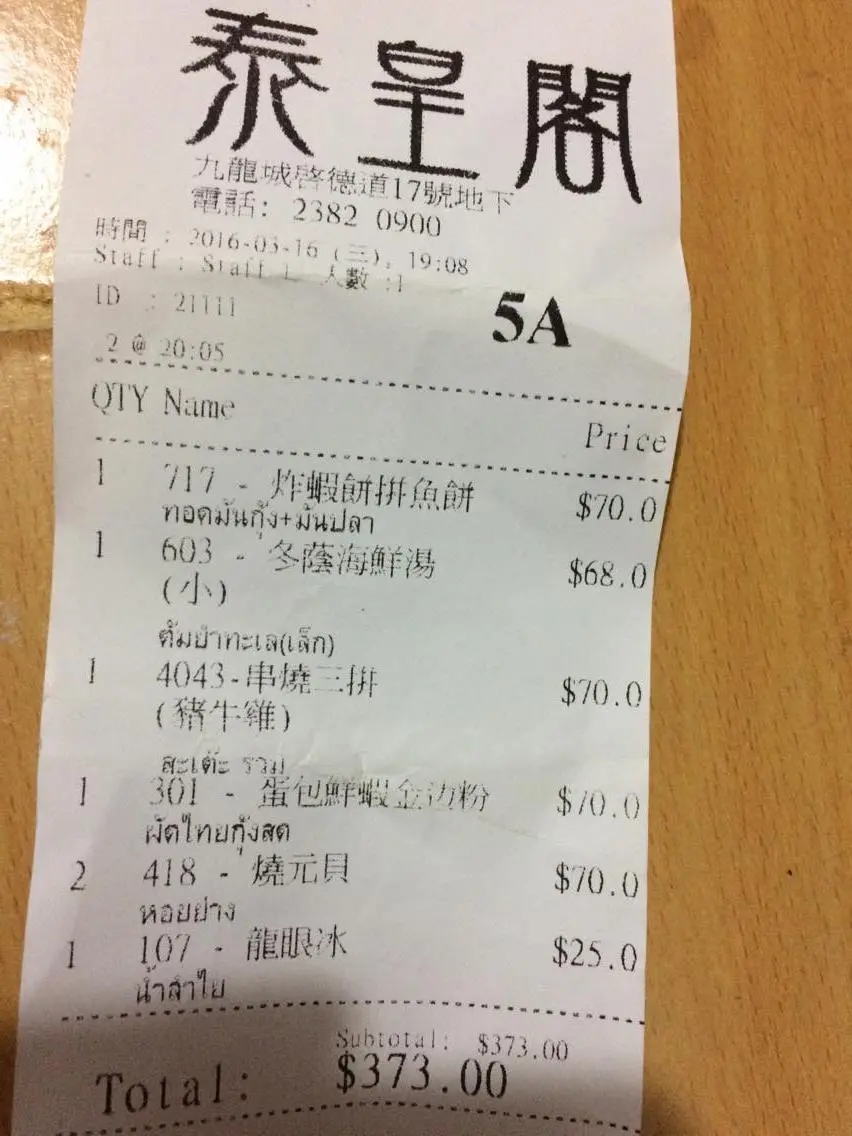 泰皇閣
九龍城啓德道17號地下
電話: 2382 0900
時間 : 2016-03-16 (三), 19:08
Staff : Staff 1 人數 :1
ID : 21111
5A
2 @ 20:05
QTY Name Price
1 717 - 炸蝦餅拼魚餅 $70.0
ทอดมันกุ้ง+มันปลา
1 603 - 冬蔭海鮮湯 $68.0
(小)
ต้มยำทะเล(เล็ก)
1 4043-串燒三拼 $70.0
(豬牛雞)
สะเต๊ะ รวม
1 301 - 蛋包鮮蝦金边粉 $70.0
ผัดไทยกุ้งสด
2 418 - 燒元貝 $70.0
หอยย่าง
1 107 - 龍眼冰 $25.0
น้ำลำไย
Subtotal: $373.00
Total: $373.00